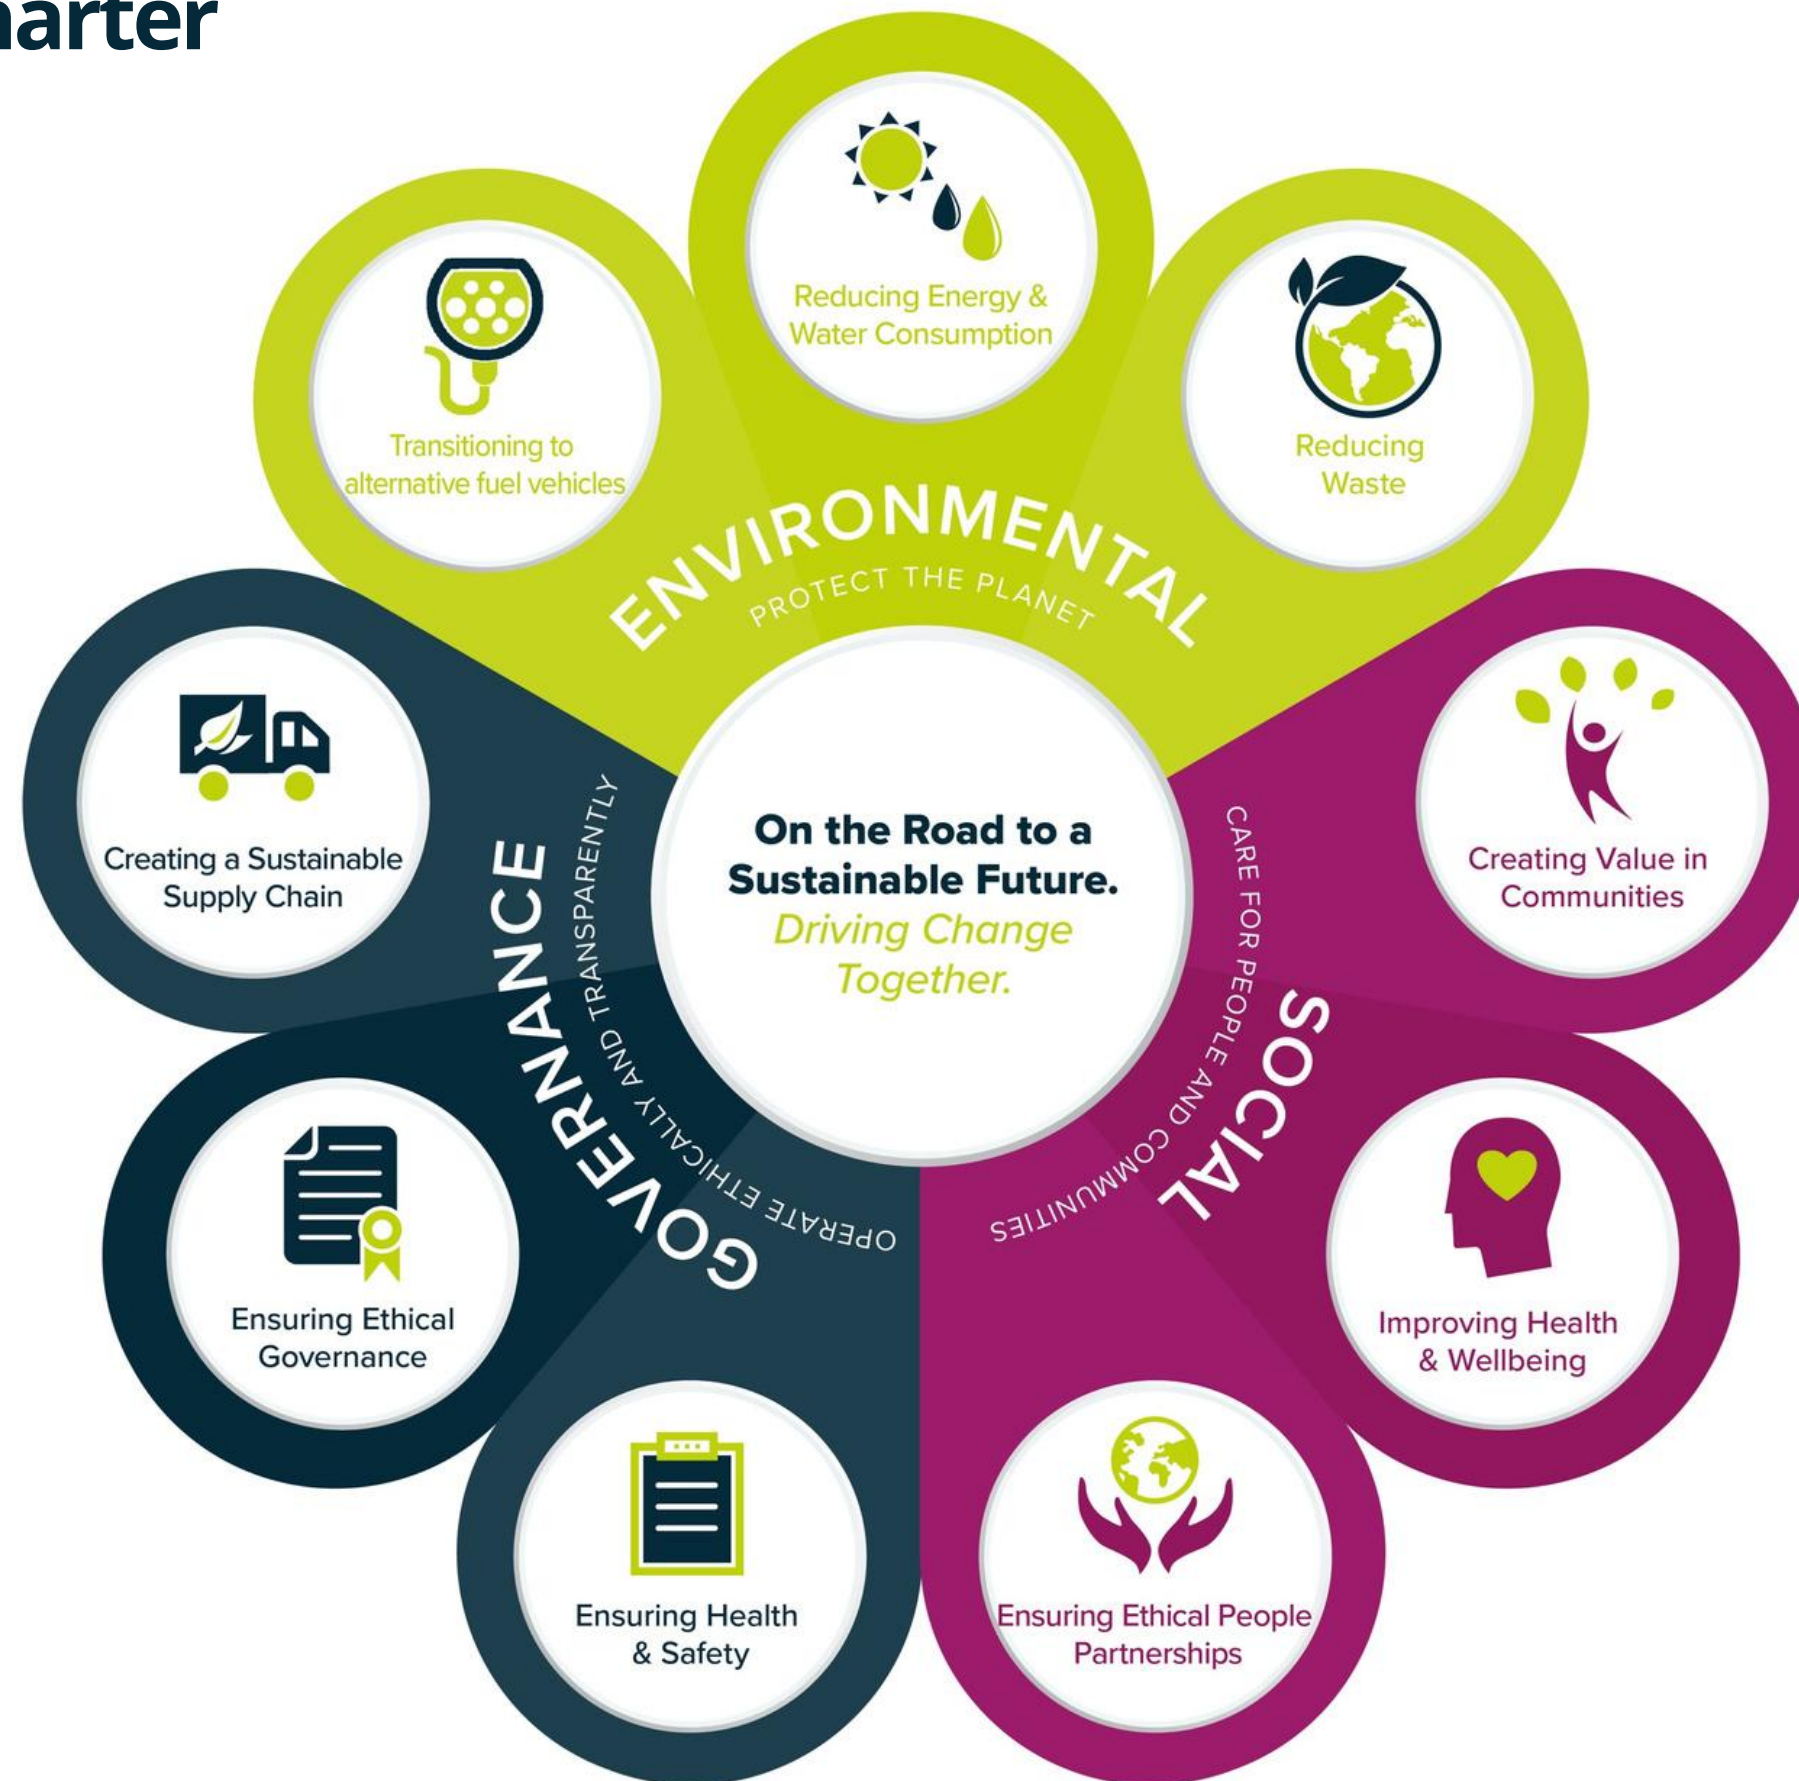 harter
Reducing Energy &
Water Consumption
Transitioning to
alternative fuel vehicles
Reducing
Waste
ENVIRONMENTAL
PROTECT THE PLANET
Creating a Sustainable
Supply Chain
On the Road to a
Sustainable Future.
Driving Change
Together.
Creating Value in
Communities
GOVERNANCE
OPERATE ETHICALLY AND TRANSPARENTLY
SOCIAL
CARE FOR PEOPLE AND COMMUNITIES
Ensuring Ethical
Governance
Improving Health
& Wellbeing
Ensuring Health
& Safety
Ensuring Ethical People
Partnerships